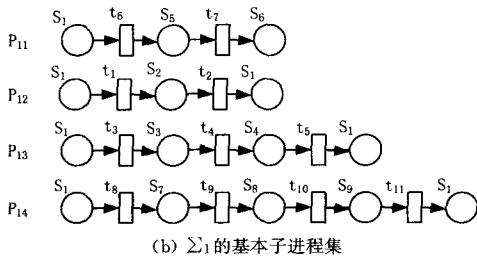 S₁ t₆ S₅ t₇ S₆
P₁₁
S₁ t₁ S₂ t₂ S₁
P₁₂
S₁ t₃ S₃ t₄ S₄ t₅ S₁
P₁₃
S₁ t₈ S₇ t₉ S₈ t₁₀ S₉ t₁₁ S₁
P₁₄
(b) Σ₁的基本子进程集